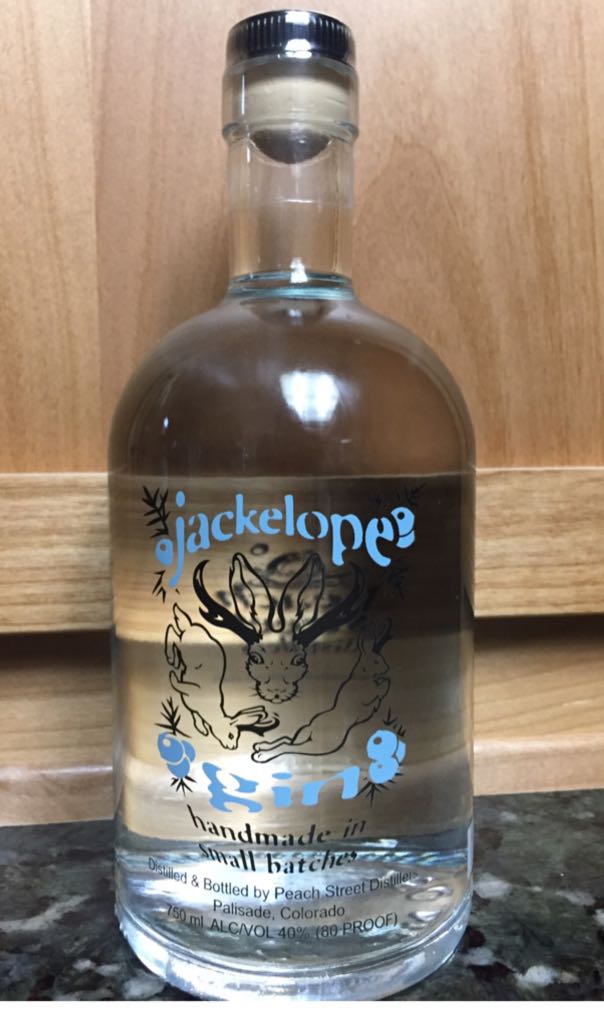 jackelope
gin
handmade in
small batches
Distilled & Bottled by Peach Street Distillers
Palisade, Colorado
750 ml ALC/VOL 40% (80 PROOF)